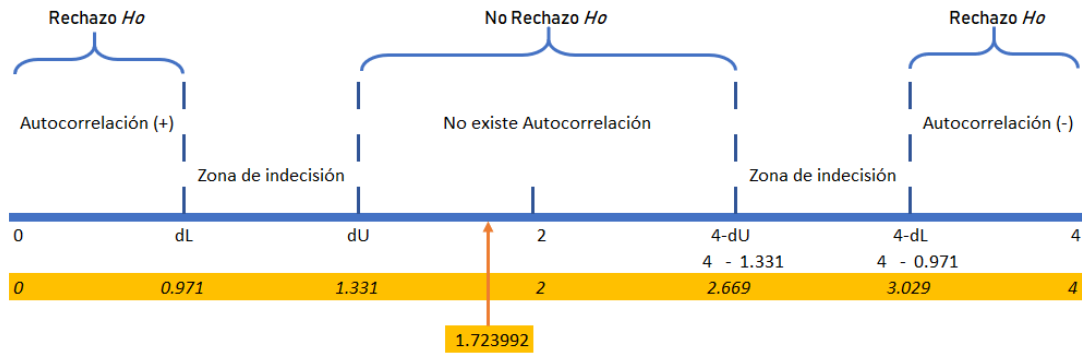 Rechazo Ho No Rechazo Ho Rechazo Ho
Autocorrelación (+) No existe Autocorrelación Autocorrelación (-)
Zona de indecisión Zona de indecisión
0 dL dU 2 4-dU 4-dL 4
4 - 1.331 4 - 0.971
0 0.971 1.331 2 2.669 3.029 4
1.723992